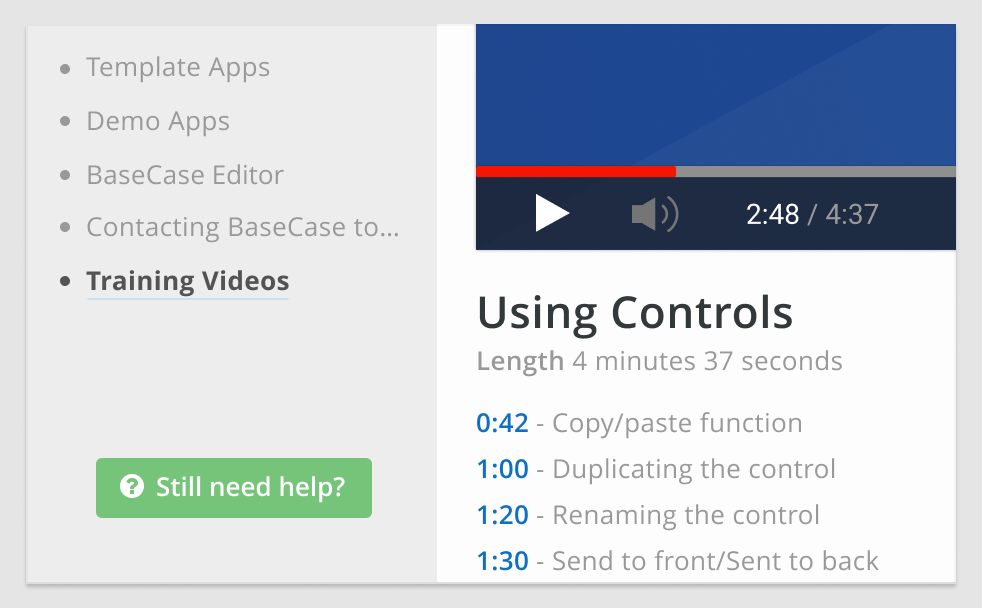 Template Apps
Demo Apps
BaseCase Editor
Contacting BaseCase to...
Training Videos
Still need help?
2:48 / 4:37
Using Controls
Length 4 minutes 37 seconds
0:42 - Copy/paste function
1:00 - Duplicating the control
1:20 - Renaming the control
1:30 - Send to front/Sent to back